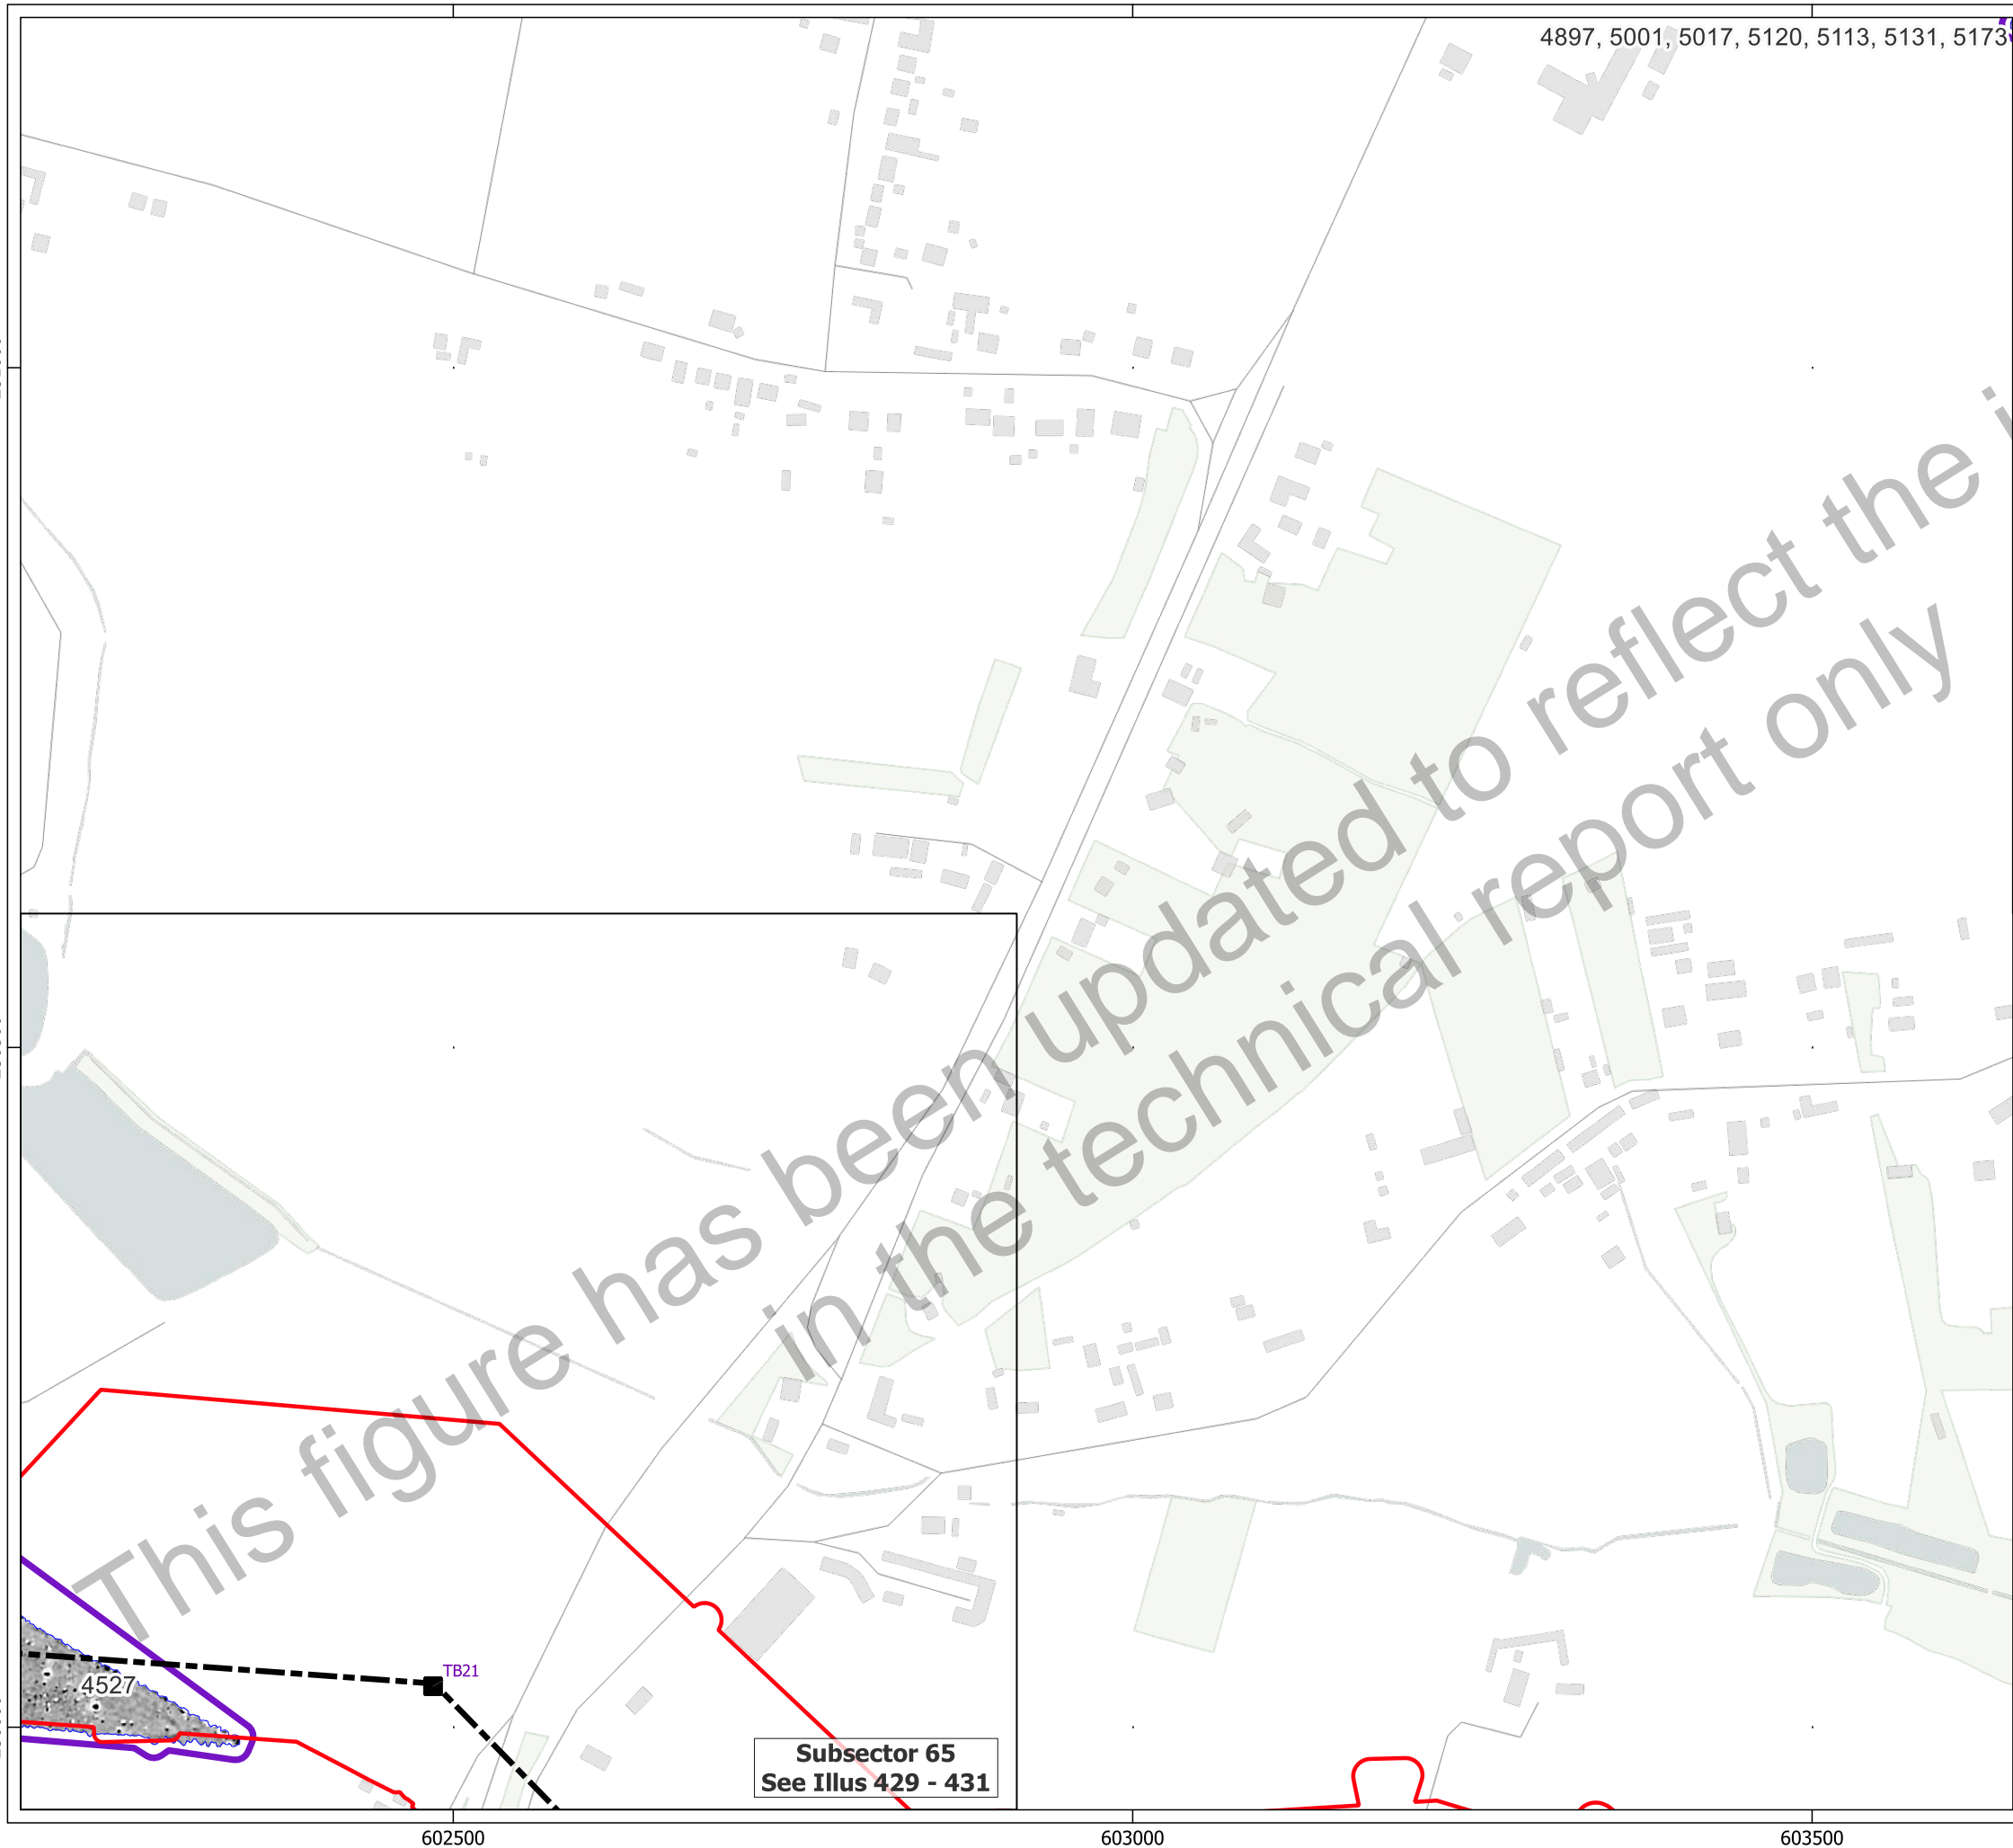 4897, 5001, 5017, 5120, 5113, 5131, 5173
This figure has been updated to reflect the
in the technical report only
TB21
4527
Subsector 65
See Illus 429 - 431
602500
603000
603500